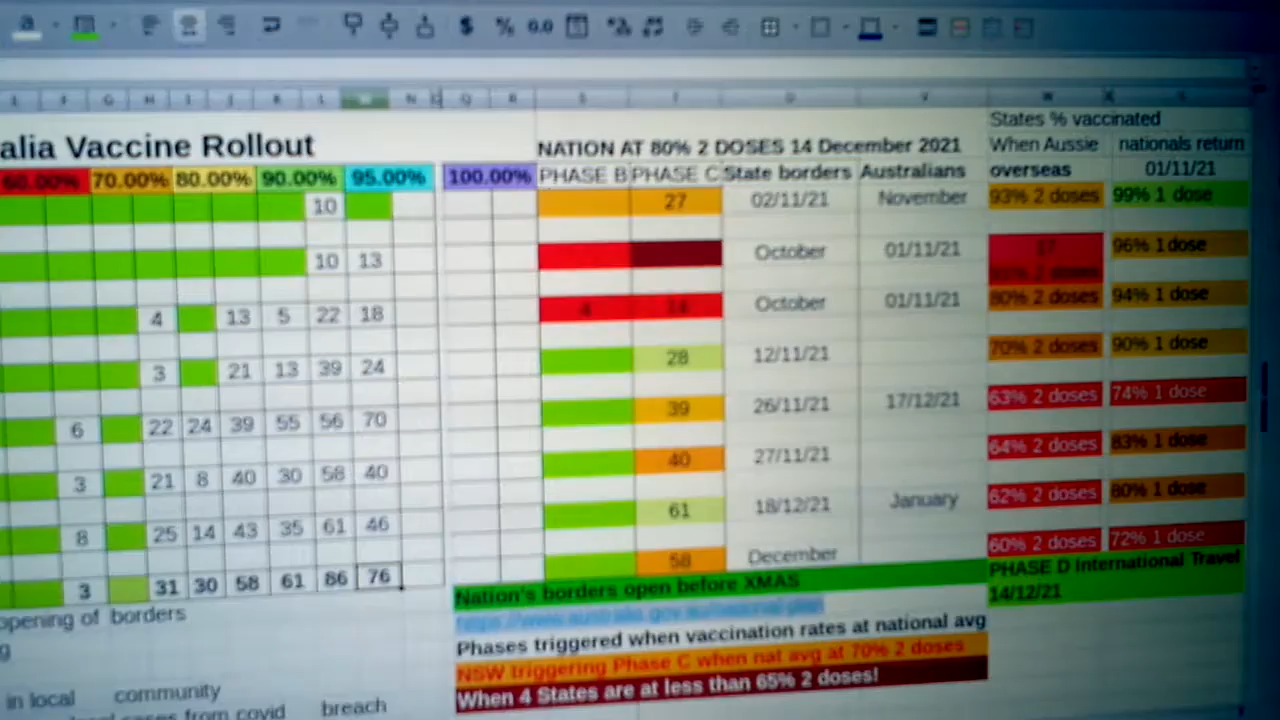 States % vaccinated
alia Vaccine Rollout NATION AT 80% 2 DOSES 14 December 2021 When Aussie nationals return
60.00% 70.00% 80.00% 90.00% 95.00% 100.00% PHASE B PHASE C State borders Australians overseas 01/11/21
10 27 02/11/21 November 93% 2 doses 99% 1 dose
10 13 October 01/11/21 17 96% 1 dose
4 13 5 22 18 October 01/11/21 80% 2 doses 94% 1 dose
3 21 13 39 24 28 12/11/21 70% 2 doses 90% 1 dose
6 22 24 39 55 56 70 39 26/11/21 17/12/21 63% 2 doses 74% 1 dose
3 21 8 40 30 58 40 40 27/11/21 64% 2 doses 83% 1 dose
8 25 14 43 35 61 46 61 18/12/21 January 62% 2 doses 80% 1 dose
3 31 30 58 61 86 76 58 December 60% 2 doses 72% 1 dose
Nation's borders open before XMAS PHASE D International Travel
14/12/21
opening of borders
Phases triggered when vaccination rates at national avg
g
NSW triggering Phase C when nat avg at 70% 2 doses
When 4 States are at less than 65% 2 doses!
in local community
cases from covid breach